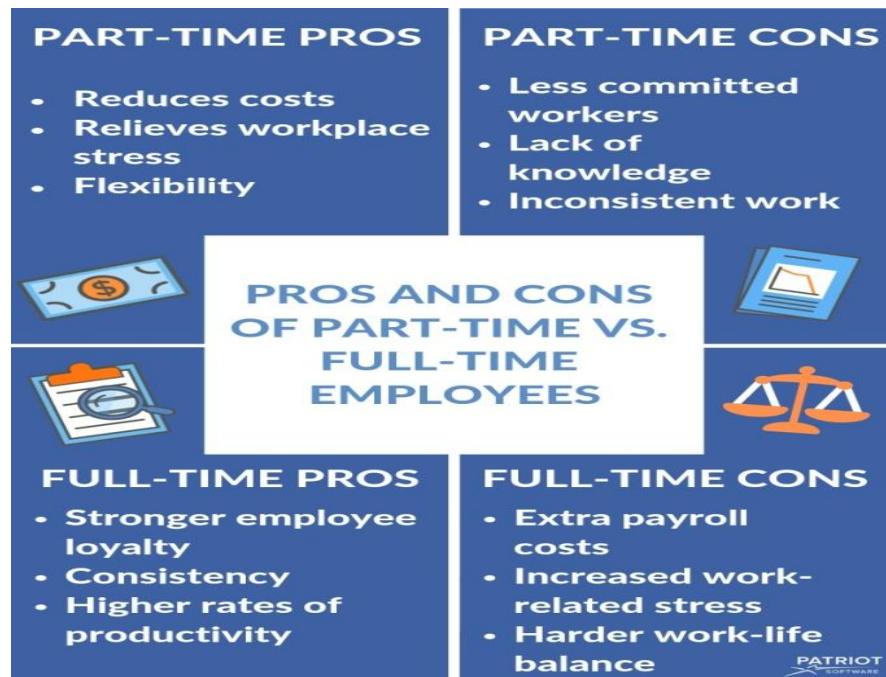 PART-TIME PROS
• Reduces costs
• Relieves workplace
stress
• Flexibility
PART-TIME CONS
• Less committed
workers
• Lack of
knowledge
• Inconsistent work
$
PROS AND CONS
OF PART-TIME VS.
FULL-TIME
EMPLOYEES
FULL-TIME PROS
• Stronger employee
loyalty
• Consistency
• Higher rates of
productivity
FULL-TIME CONS
• Extra payroll
costs
• Increased work-
related stress
• Harder work-life
balance
PATRIOT
SOFTWARE